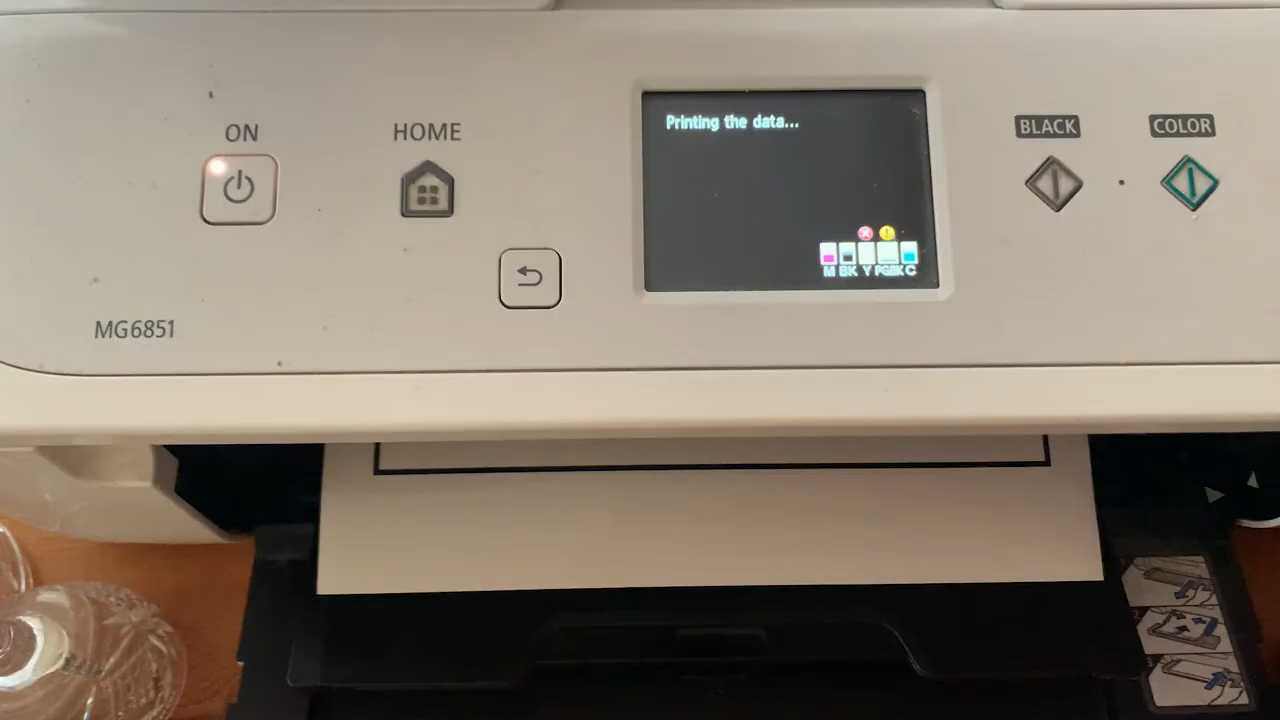 ON
HOME
Printing the data...
BLACK
COLOR
M BK Y PGBK C
MG6851